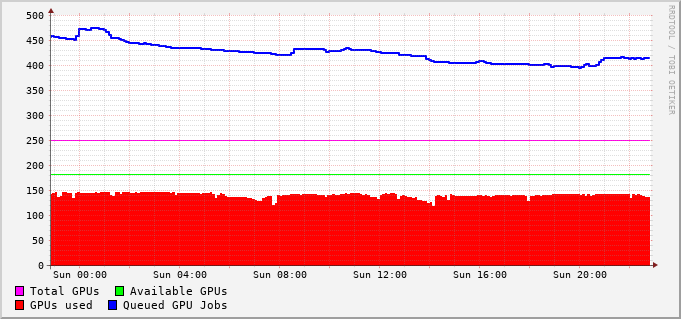 500
450
400
350
300
250
200
150
100
50
0
Sun 00:00 Sun 04:00 Sun 08:00 Sun 12:00 Sun 16:00 Sun 20:00
Total GPUs Available GPUs
GPUs used Queued GPU Jobs
RRDTOOL / TOBI OETIKER